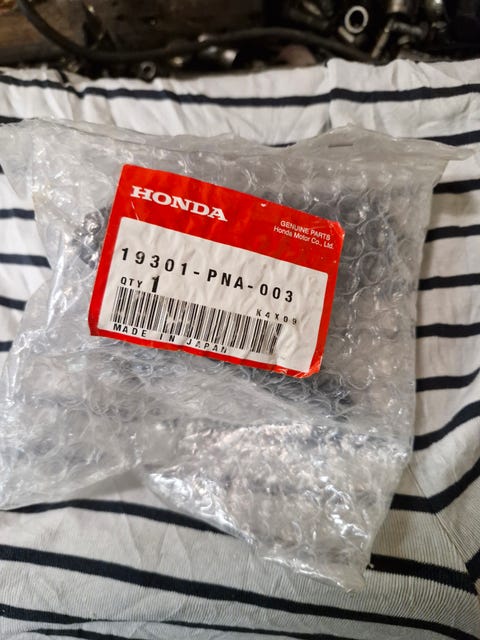 HONDA
GENUINE PARTS
Honda Motor Co., Ltd.
19301-PNA-003
QTY 1
K4X09
MADE IN JAPAN